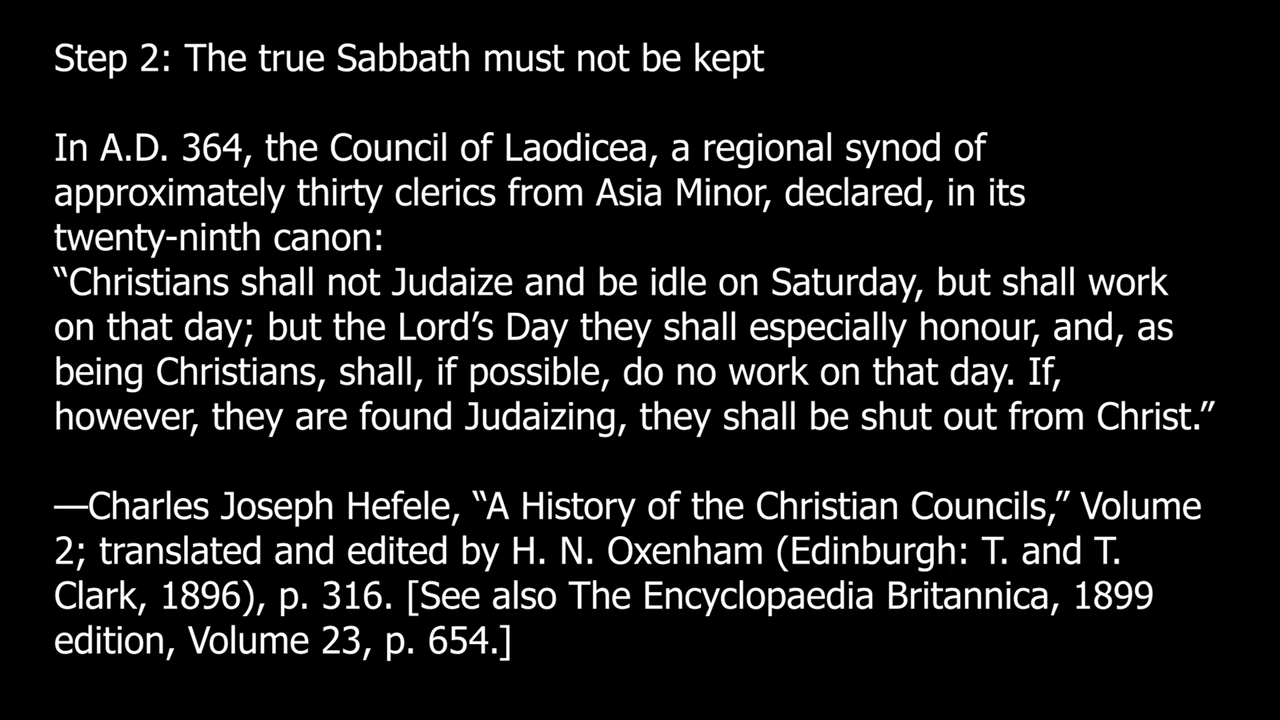 Step 2: The true Sabbath must not be kept
In A.D. 364, the Council of Laodicea, a regional synod of
approximately thirty clerics from Asia Minor, declared, in its
twenty-ninth canon:
“Christians shall not Judaize and be idle on Saturday, but shall work
on that day; but the Lord’s Day they shall especially honour, and, as
being Christians, shall, if possible, do no work on that day. If,
however, they are found Judaizing, they shall be shut out from Christ.”
—Charles Joseph Hefele, “A History of the Christian Councils,” Volume
2; translated and edited by H. N. Oxenham (Edinburgh: T. and T.
Clark, 1896), p. 316. [See also The Encyclopaedia Britannica, 1899
edition, Volume 23, p. 654.]